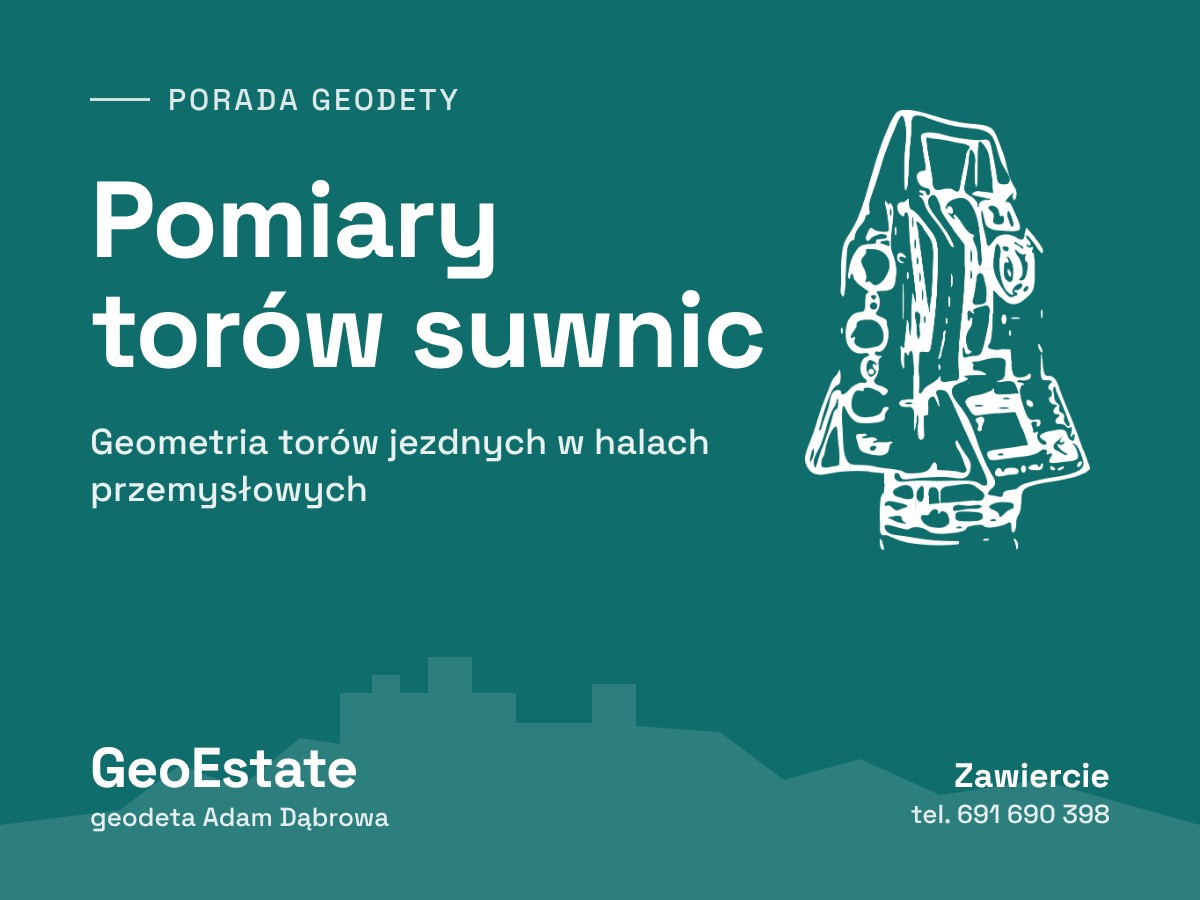 PORADA GEODETY
Pomiary
torów suwnic
Geometria torów jezdnych w halach
przemysłowych
GeoEstate
geodeta Adam Dąbrowa
Zawiercie
tel. 691 690 398